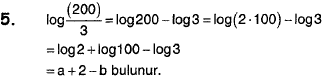 5. log(200)/3 = log200 – log3 = log(2·100) – log3
= log2 + log100 – log3
= a + 2 – b bulunur.